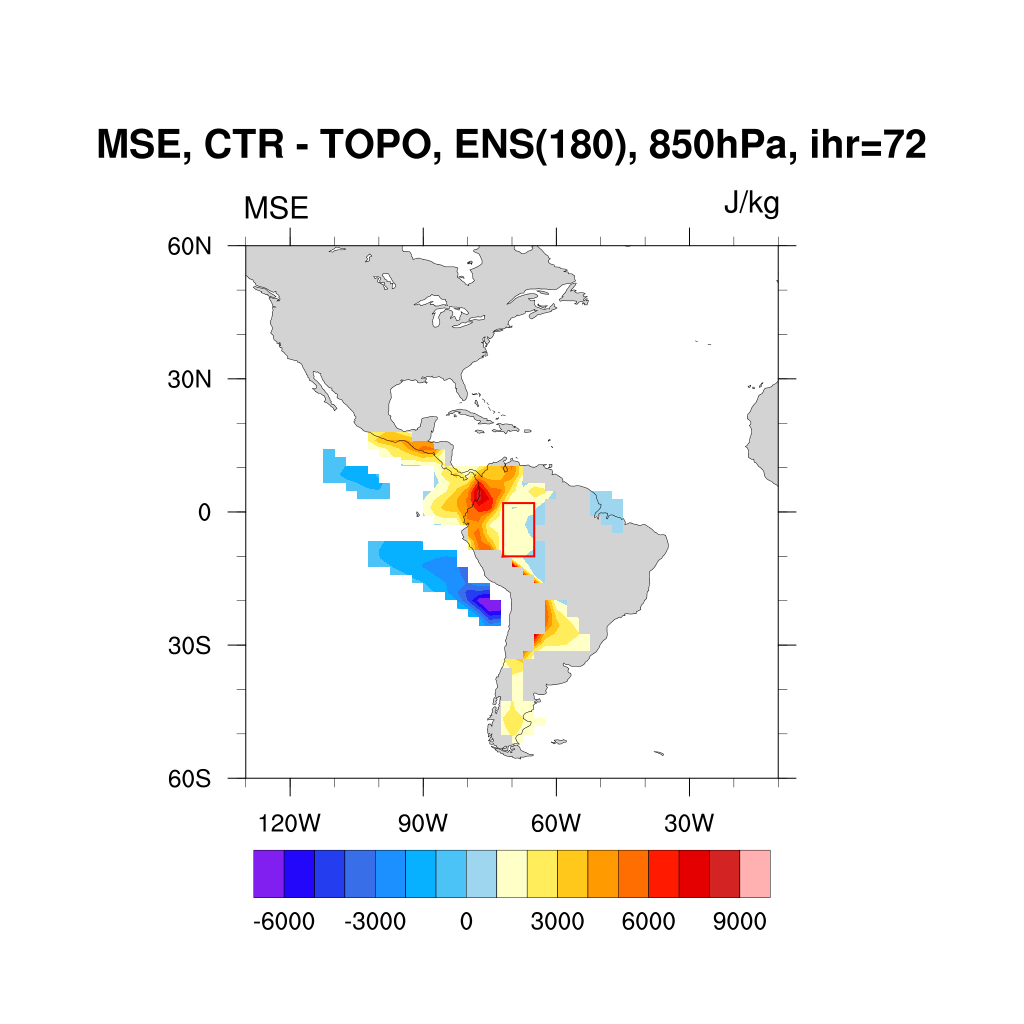 MSE, CTR - TOPO, ENS(180), 850hPa, ihr=72
MSE J/kg
60N
30N
0
30S
60S
120W 90W 60W 30W
-6000 -3000 0 3000 6000 9000